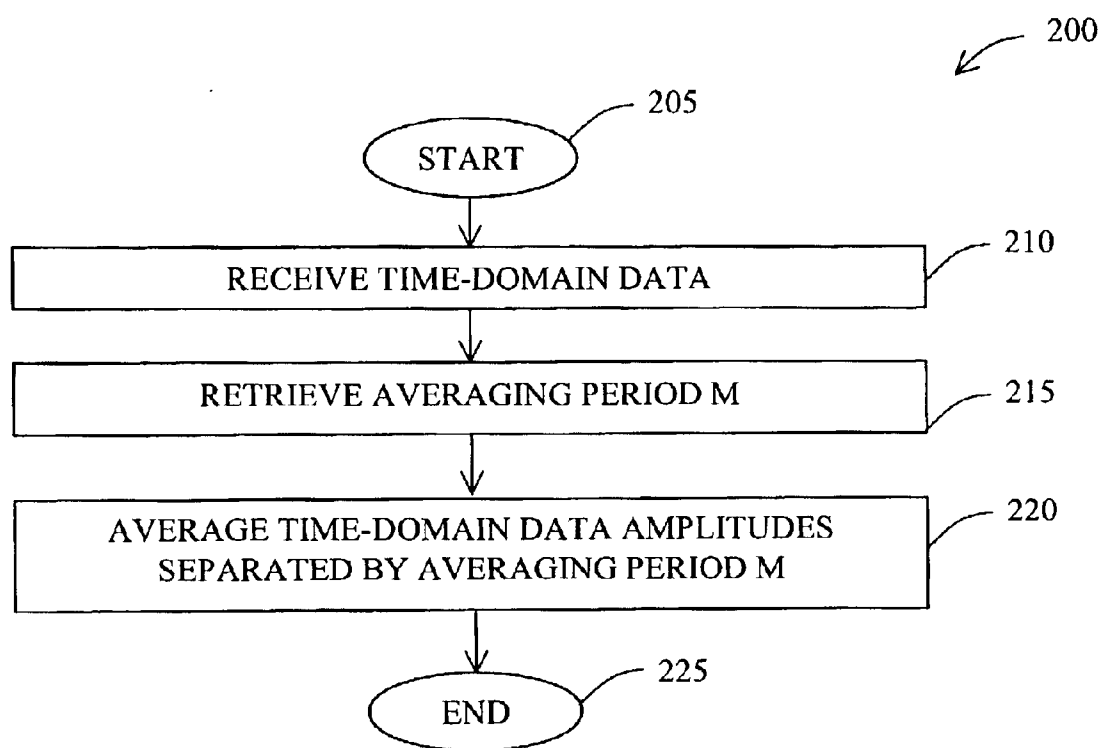 200
205
START
210
RECEIVE TIME-DOMAIN DATA
RETRIEVE AVERAGING PERIOD M
215
220
AVERAGE TIME-DOMAIN DATA AMPLITUDES
SEPARATED BY AVERAGING PERIOD M
225
END